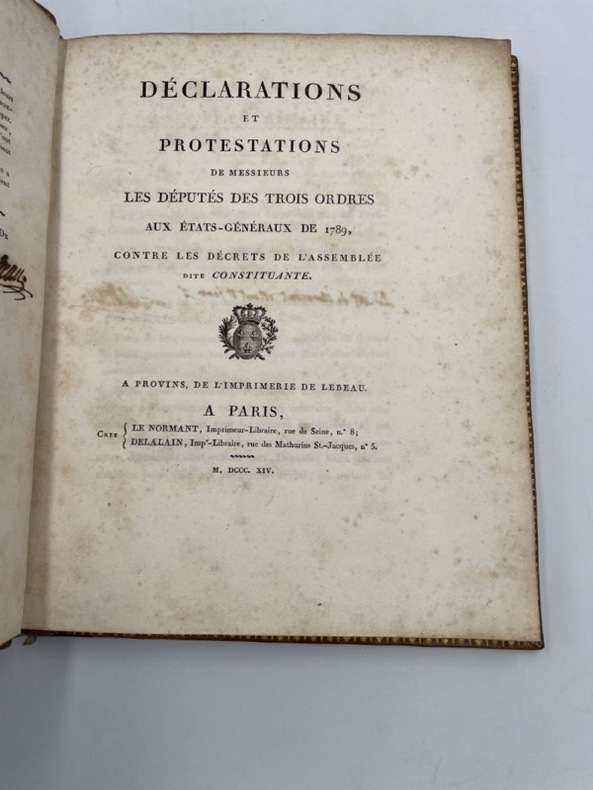 DÉCLARATIONS
ET
PROTESTATIONS
DE MESSIEURS
LES DÉPUTÉS DES TROIS ORDRES
AUX ÉTATS-GÉNÉRAUX DE 1789,
CONTRE LES DÉCRETS DE L'ASSEMBLÉE
DITE CONSTITUANTE.
A PROVINS, DE L'IMPRIMERIE DE LEBEAU.
A PARIS,
CHEZ { LE NORMANT, Imprimeur-Libraire, rue de Seine, n.° 8;
DELALAIN, Impr-Libraire, rue des Mathurins St.-Jacques, n° 5.
M. DCCC. XIV.